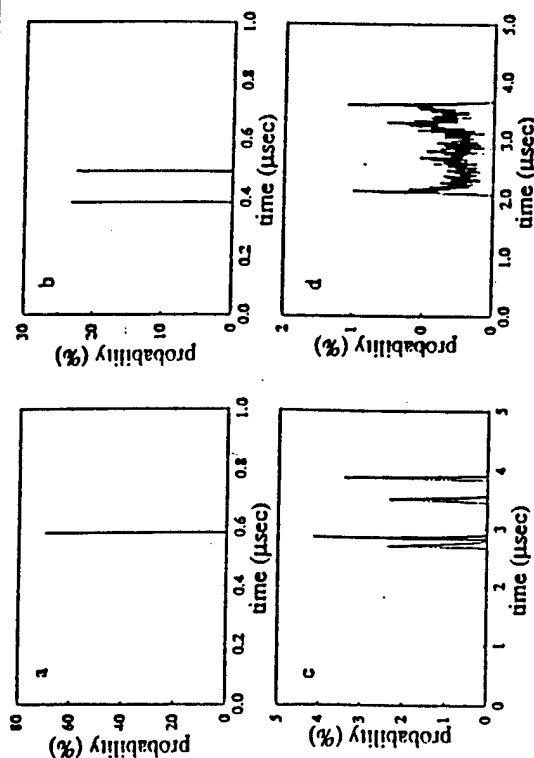 a
80
60
40
20
0
probability (%)
0.0 0.2 0.4 0.6 0.8 1.0
time (μsec)
b
30
20
10
0
probability (%)
0.0 0.2 0.4 0.6 0.8 1.0
time (μsec)
c
5
4
3
2
1
0
probability (%)
0 1 2 3 4 5
time (μsec)
d
2
1
0
0
probability (%)
0.0 1.0 2.0 3.0 4.0 5.0
time (μsec)